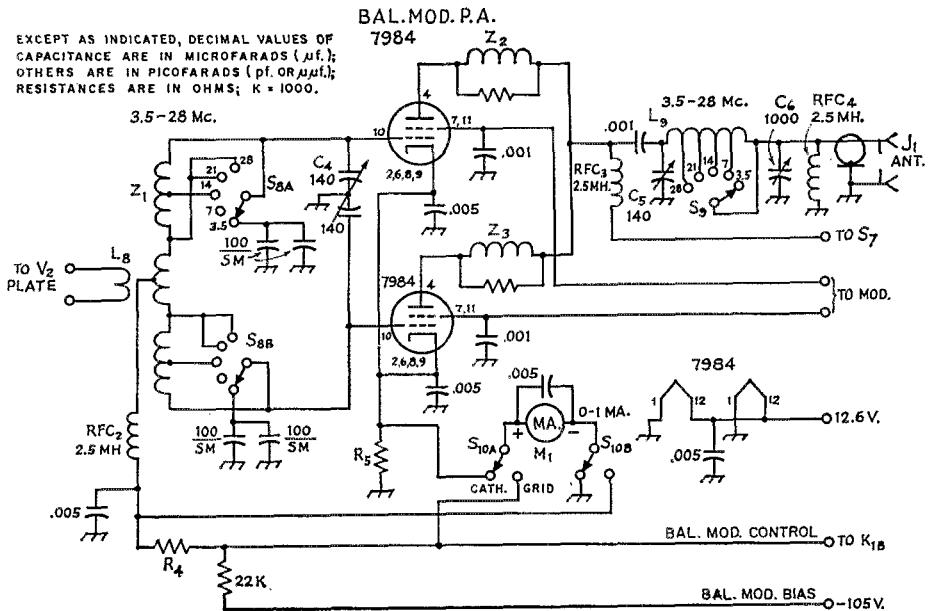 BAL. MOD. P.A.
7984
EXCEPT AS INDICATED, DECIMAL VALUES OF
CAPACITANCE ARE IN MICROFARADS (µf.);
OTHERS ARE IN PICOFARADS (pf. OR µµf.);
RESISTANCES ARE IN OHMS; K = 1000.
3.5-28 Mc.
Z1
28
21
14
7
3.5
S8A
100
SM
C4
140
140
10
4
7,11
2,6,8,9
.001
.005
Z2
RFC3
2.5MH.
.001
L9
3.5-28 Mc.
C5
140
28
21
14
7
3.5
S9
C6
1000
RFC4
2.5 MH.
J1
ANT.
TO S7
TO V2
PLATE
L8
S8B
100
SM
100
SM
7984
Z3
4
7,11
10
2,6,8,9
.001
.005
TO MOD.
RFC2
2.5 MH
.005
R5
.005
MA.
+
−
M1
0-1 MA.
S10A
S10B
CATH.
GRID
7984
1
12
1
12
.005
12.6 V.
R4
22K
BAL. MOD CONTROL
TO K1B
BAL. MOD BIAS
-105 V.